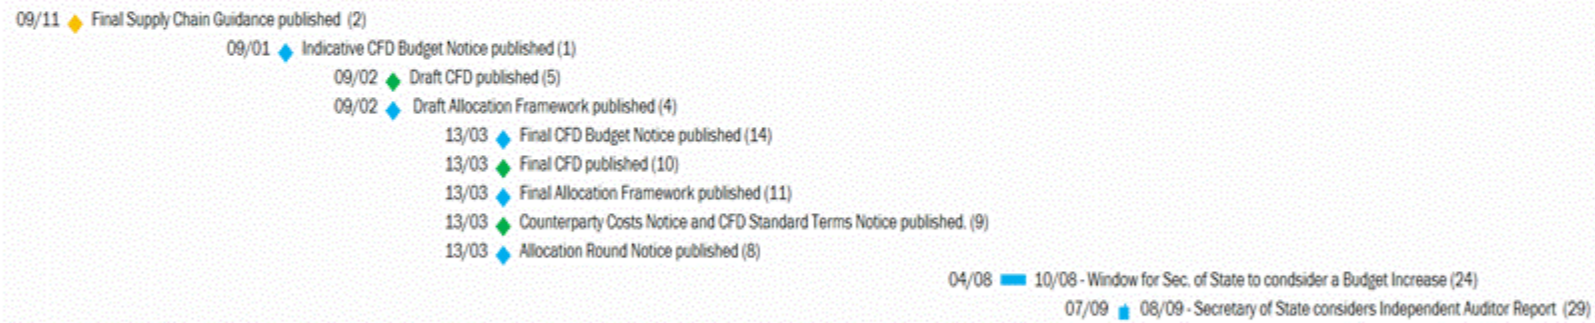 09/11 Final Supply Chain Guidance published (2)
09/01 Indicative CFD Budget Notice published (1)
09/02 Draft CFD published (5)
09/02 Draft Allocation Framework published (4)
13/03 Final CFD Budget Notice published (14)
13/03 Final CFD published (10)
13/03 Final Allocation Framework published (11)
13/03 Counterparty Costs Notice and CFD Standard Terms Notice published. (9)
13/03 Allocation Round Notice published (8)
04/08 10/08 - Window for Sec. of State to condsider a Budget Increase (24)
07/09 08/09 - Secretary of State considers Independent Auditor Report (29)